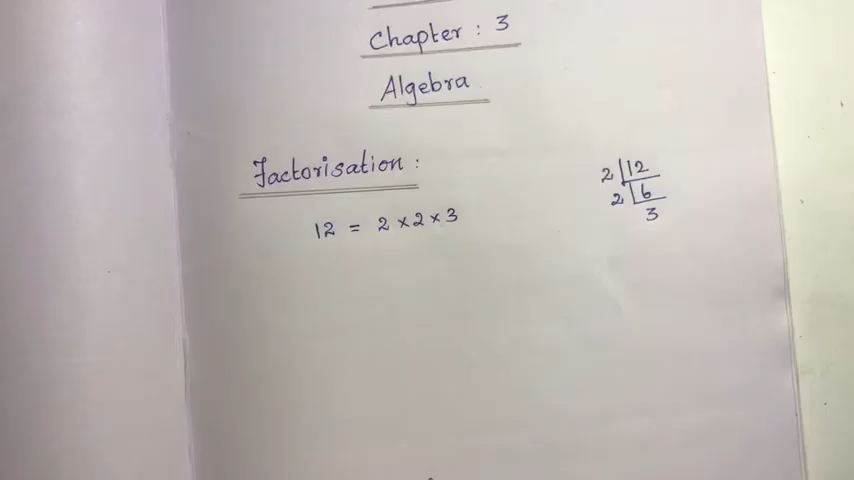 Chapter : 3
Algebra
Factorisation :
12 = 2 × 2 × 3
2 | 12
2 | 6
3